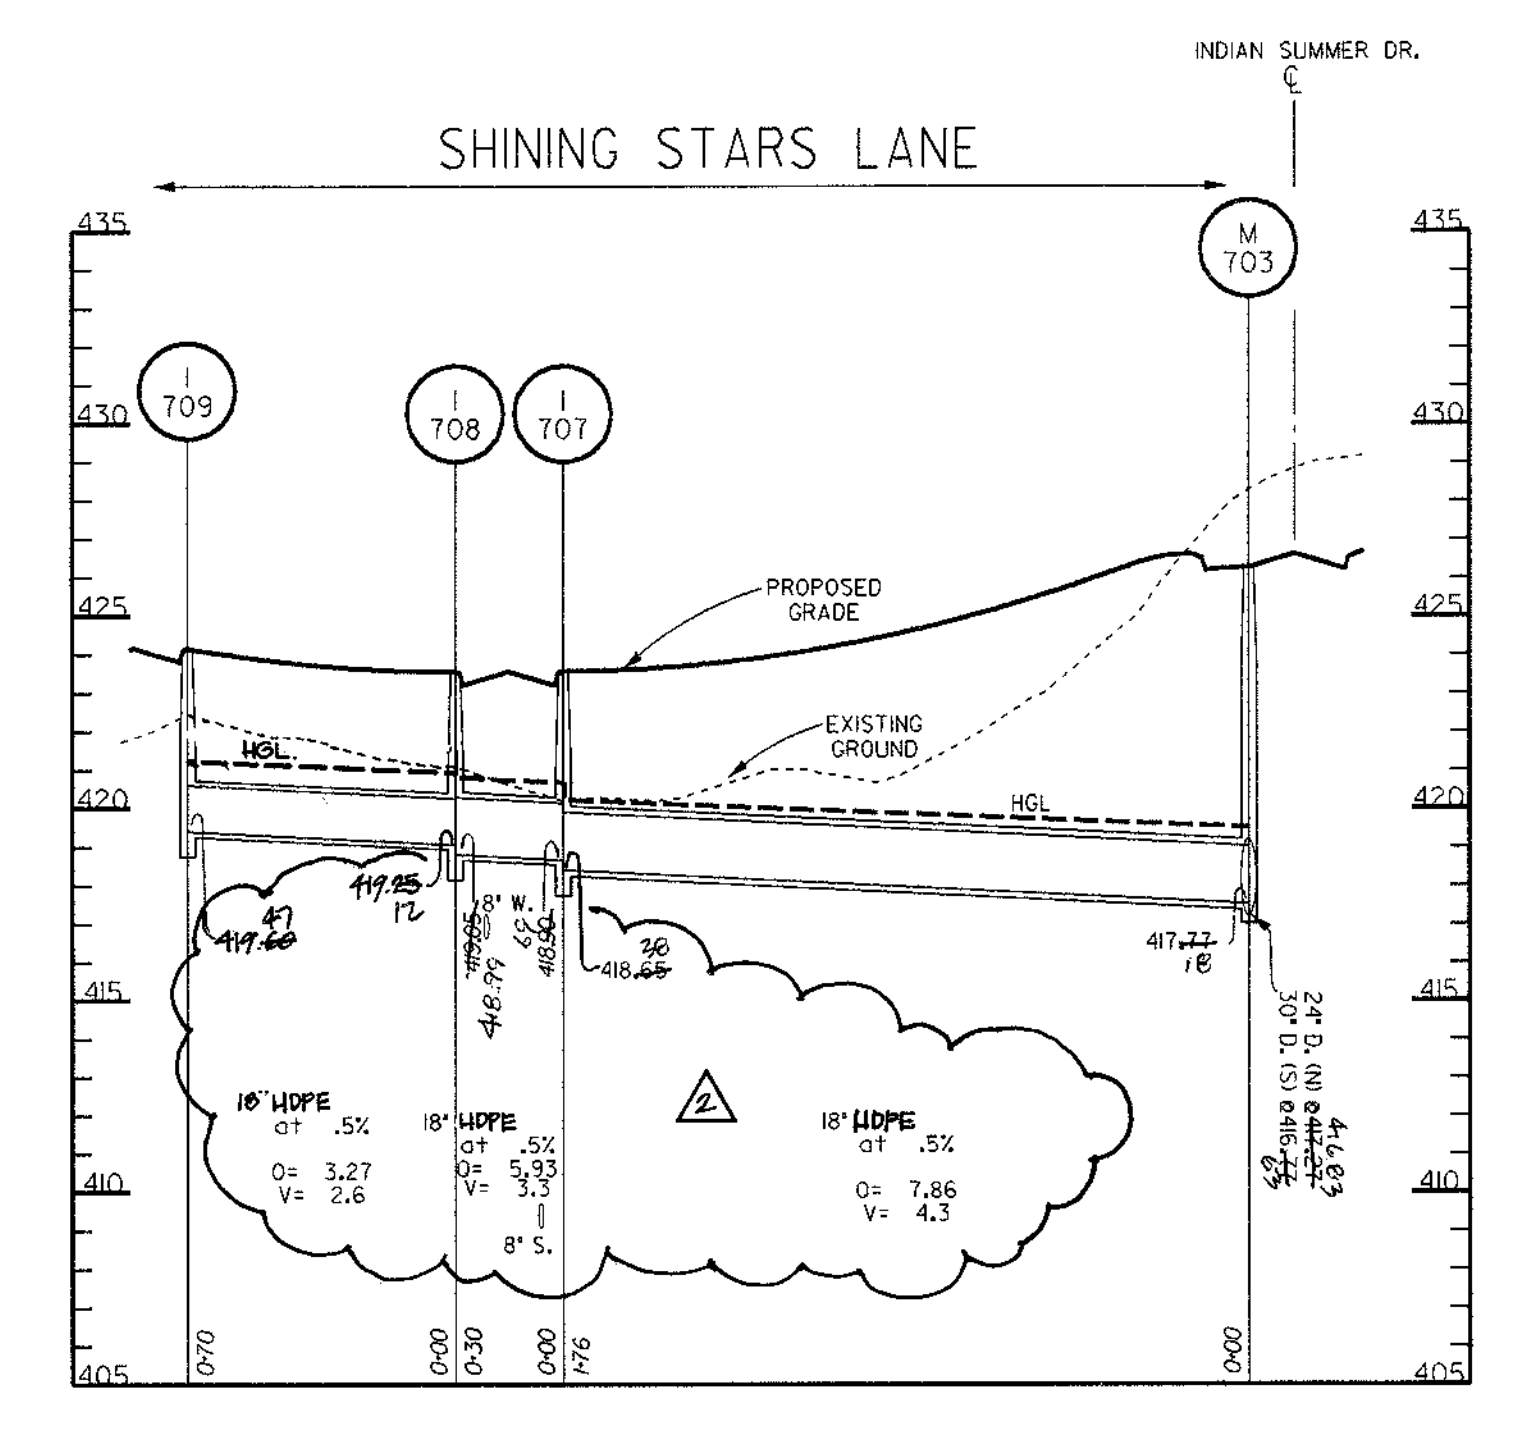 INDIAN SUMMER DR.
SHINING STARS LANE
435
435
M
703
I
709
I
708
I
707
430
430
PROPOSED
GRADE
425
425
EXISTING
GROUND
HGL
HGL
420
420
419.25
12
47
419.60
8" W.
419.05
418.99
418.90
38
418.65
417.77
18
415
415
24" D. (N) @ 417.27
30" D. (S) @ 416.77
63
2
18" HDPE
at .5%
Q= 3.27
V= 2.6
18" HDPE
at .5%
Q= 5.93
V= 3.3
8" S.
18" HDPE
at .5%
Q= 7.86
V= 4.3
410
410
0+70
0+00
0+30
0+00
1+76
0+00
405
405